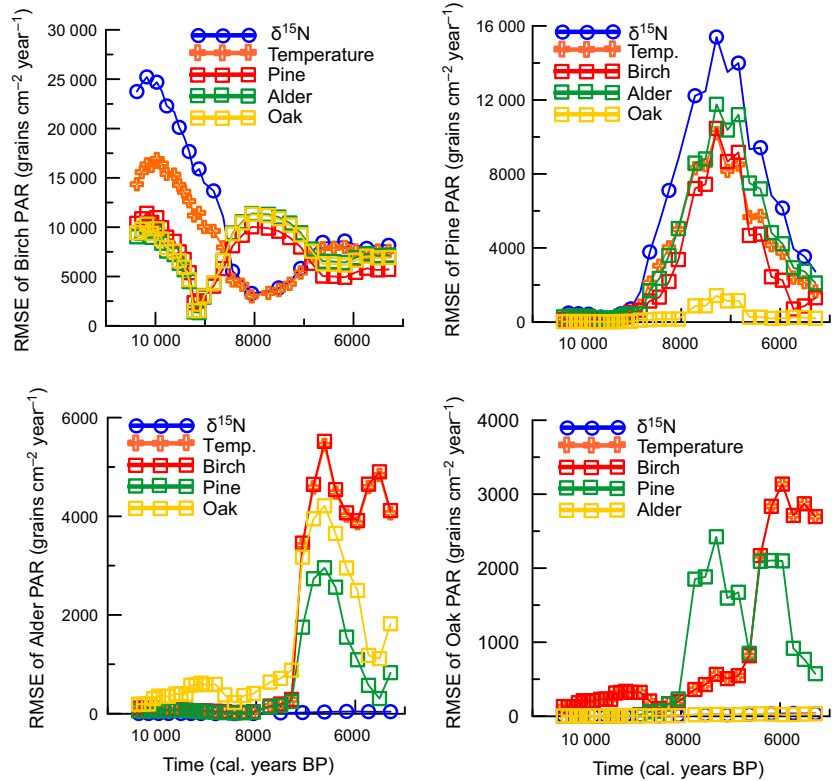 RMSE of Birch PAR (grains cm⁻² year⁻¹)
30 000
25 000
20 000
15 000
10 000
5000
0
δ¹⁵N
Temperature
Pine
Alder
Oak
10 000
8000
6000
RMSE of Pine PAR (grains cm⁻² year⁻¹)
16 000
12 000
8000
4000
0
δ¹⁵N
Temp.
Birch
Alder
Oak
10 000
8000
6000
RMSE of Alder PAR (grains cm⁻² year⁻¹)
6000
4000
2000
0
δ¹⁵N
Temp.
Birch
Pine
Oak
10 000
8000
6000
Time (cal. years BP)
RMSE of Oak PAR (grains cm⁻² year⁻¹)
4000
3000
2000
1000
0
δ¹⁵N
Temperature
Birch
Pine
Alder
10 000
8000
6000
Time (cal. years BP)